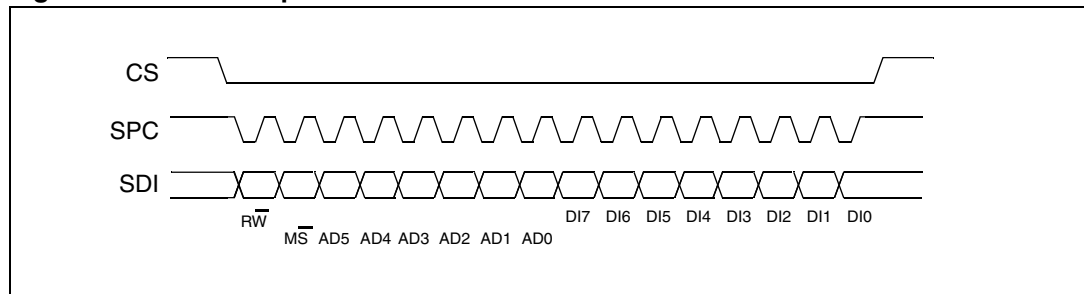 CS
SPC
SDI
RW̅ DI7 DI6 DI5 DI4 DI3 DI2 DI1 DI0
MS̅ AD5 AD4 AD3 AD2 AD1 AD0